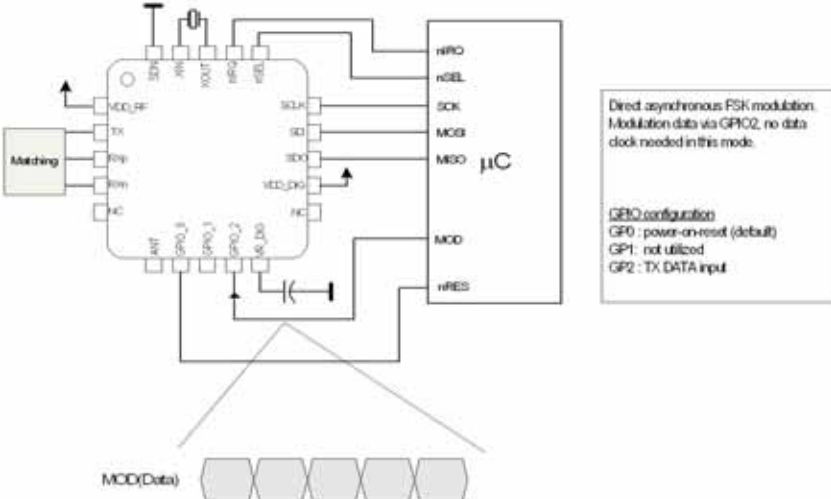 SDN
XIN
XOUT
nIRQ
nSEL
VDD_RF
TX
RXp
RXn
NC
SCLK
SDI
SDO
VDD_DIG
NC
ANT
GPIO_0
GPIO_1
GPIO_2
VR_DIG
Matching
nIRQ
nSEL
SCK
MOSI
MISO
μC
MOD
nRES
Direct asynchronous FSK modulation.
Modulation data via GPIO2, no data
clock needed in this mode.
GPIO configuration
GP0 : power-on-reset (default)
GP1: not utilized
GP2 : TX DATA input
MOD(Data)